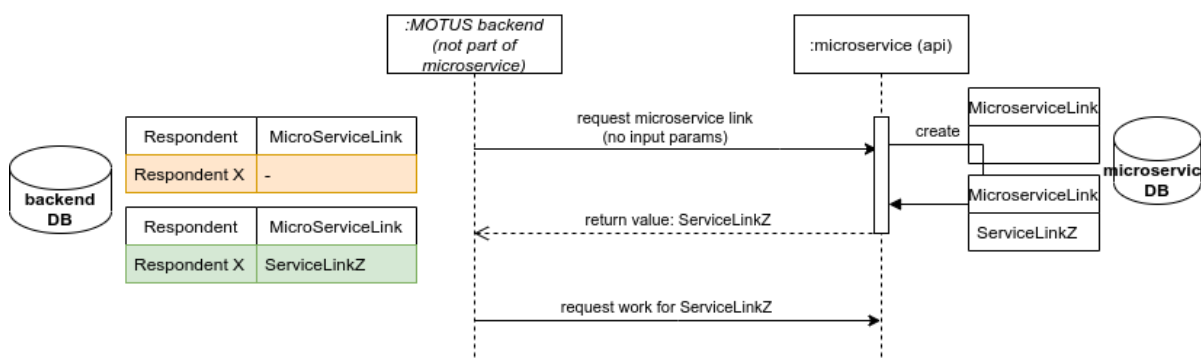 :MOTUS backend
(not part of
microservice)
:microservice (api)
request microservice link
(no input params)
create
MicroserviceLink
Respondent MicroServiceLink
Respondent X -
backend
DB
microservic
DB
MicroserviceLink
Respondent MicroServiceLink
return value: ServiceLinkZ
ServiceLinkZ
Respondent X ServiceLinkZ
request work for ServiceLinkZ